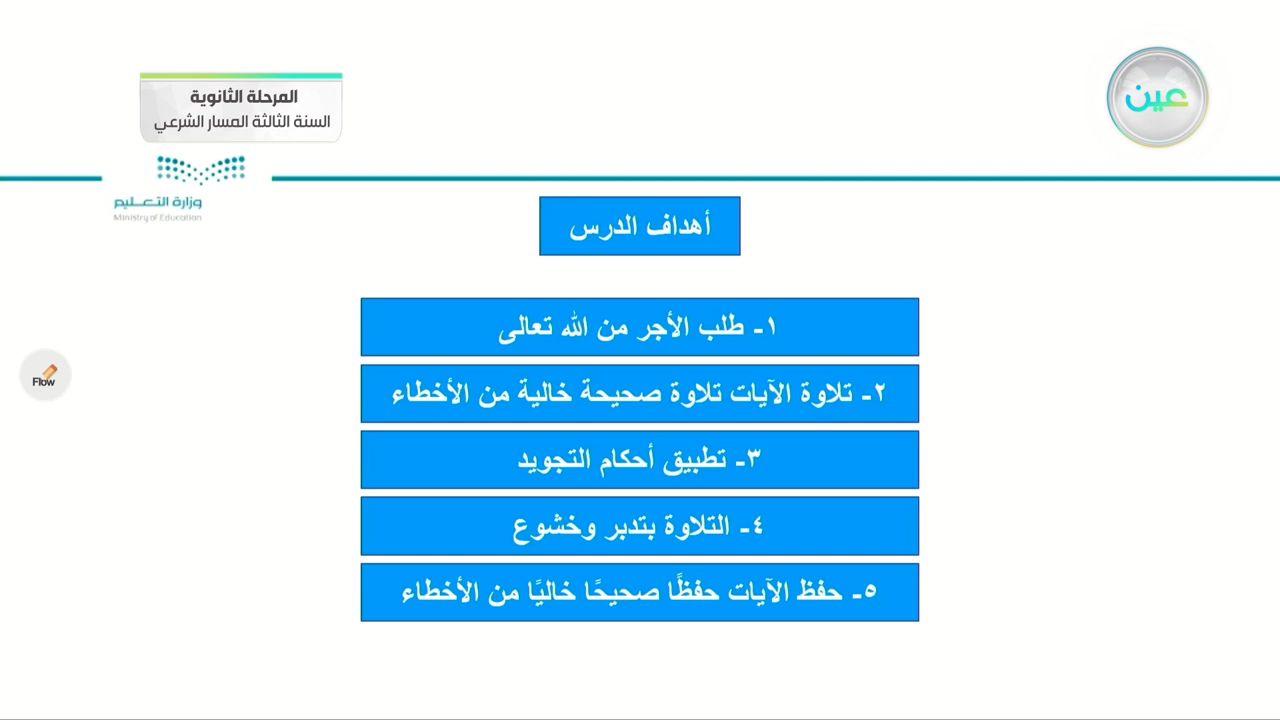 عين
المرحلة الثانوية
السنة الثالثة المسار الشرعي
وزارة التعليم
Ministry of Education
أهداف الدرس
١- طلب الأجر من الله تعالى
٢- تلاوة الآيات تلاوة صحيحة خالية من الأخطاء
٣- تطبيق أحكام التجويد
٤- التلاوة بتدبر وخشوع
٥- حفظ الآيات حفظًا صحيحًا خاليًا من الأخطاء
Flow